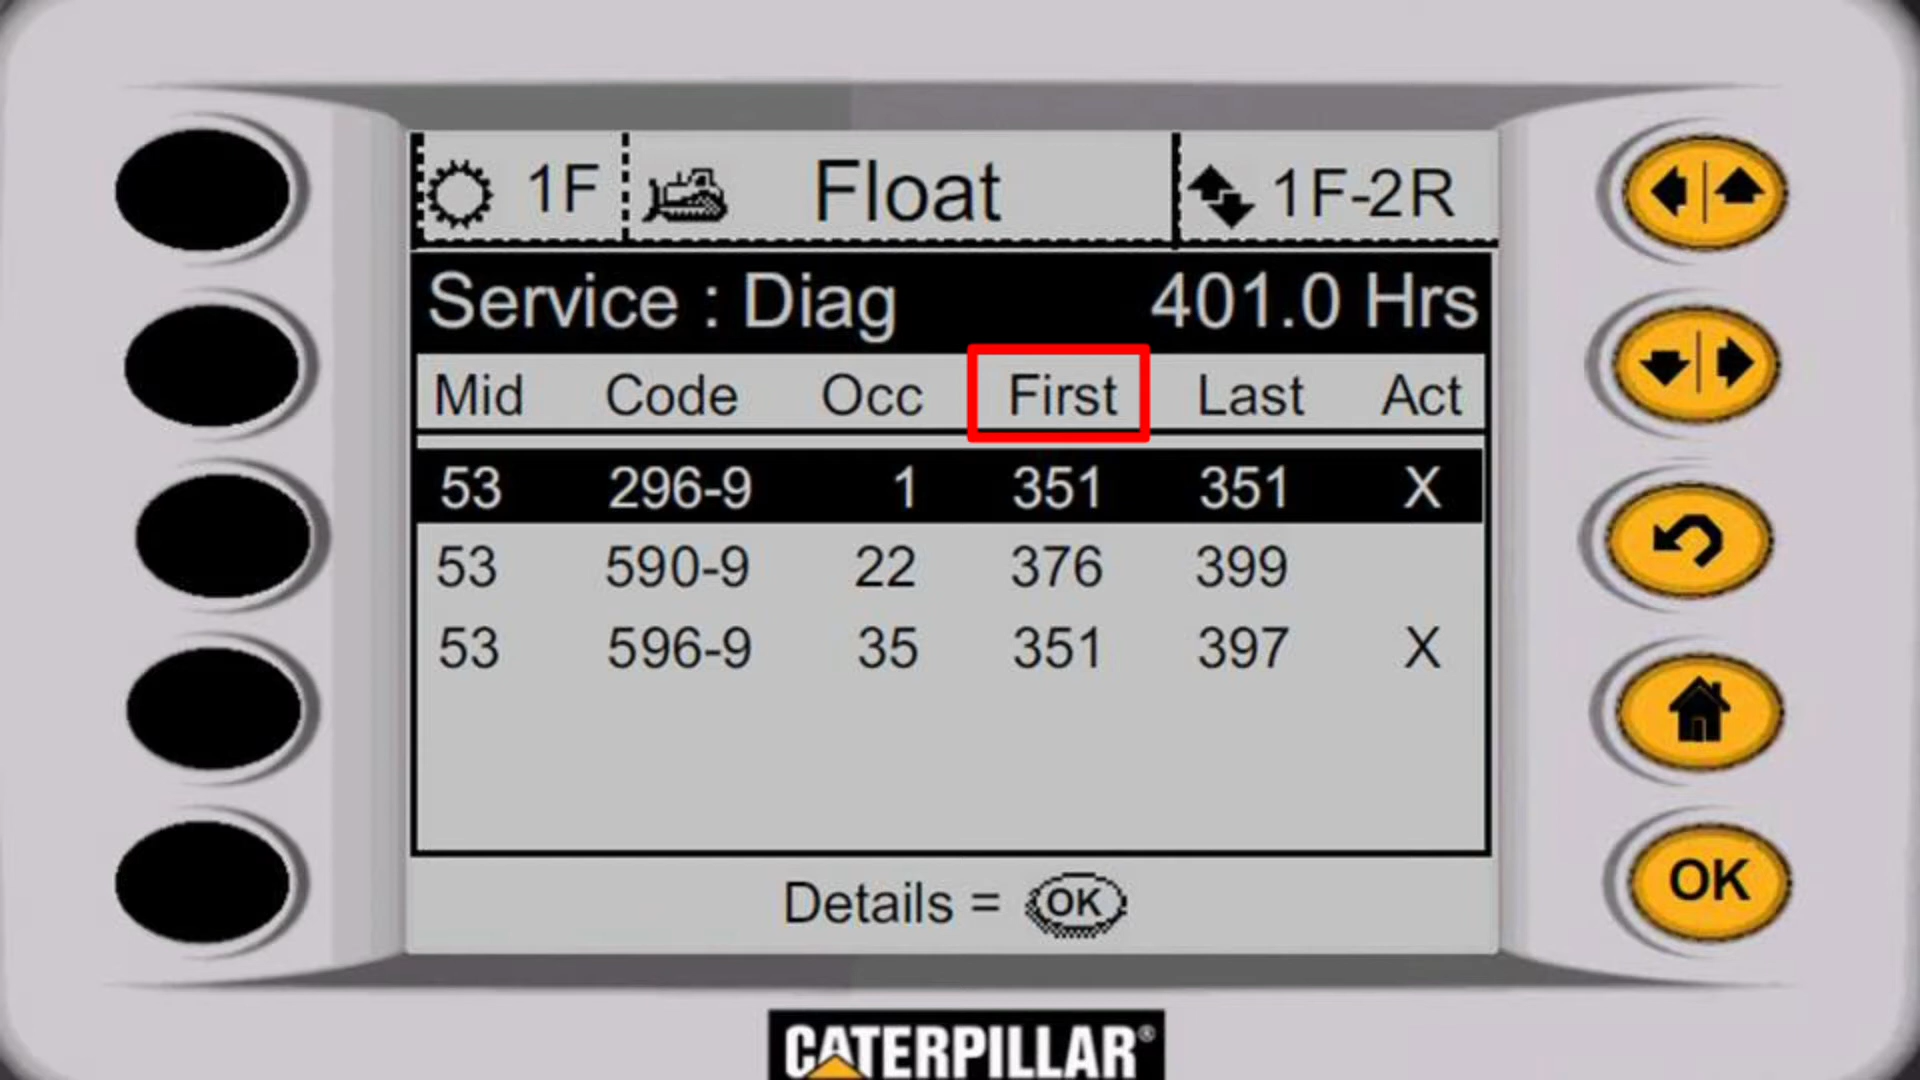 1F Float 1F-2R
Service : Diag 401.0 Hrs
Mid Code Occ First Last Act
53 296-9 1 351 351 X
53 590-9 22 376 399
53 596-9 35 351 397 X
Details = OK
OK
CATERPILLAR®